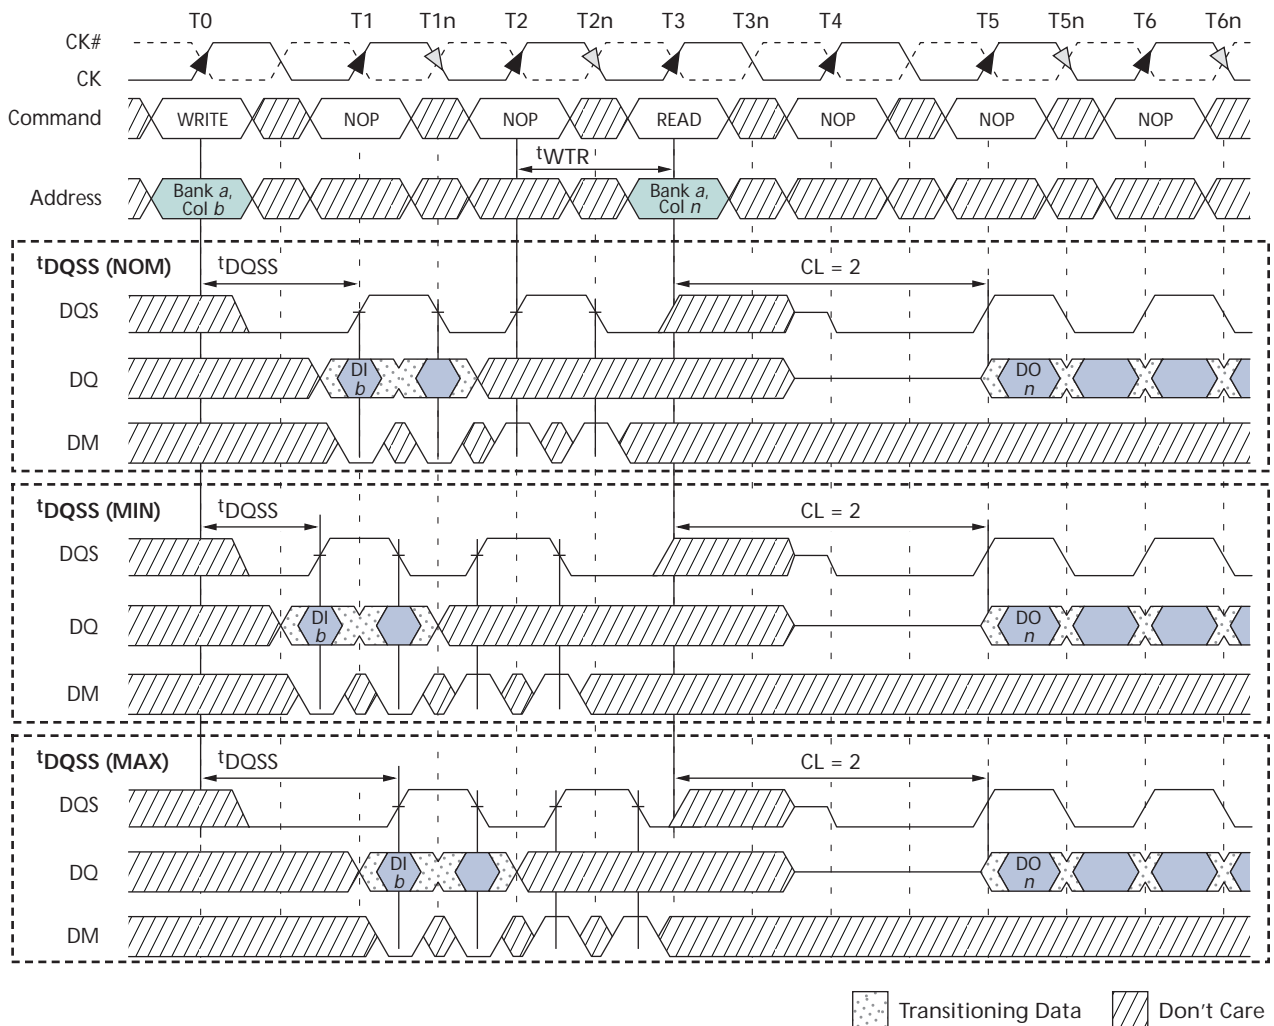 T0 T1 T1n T2 T2n T3 T3n T4 T5 T5n T6 T6n
CK#
CK
Command WRITE NOP NOP READ NOP NOP NOP
tWTR
Address Bank a, Col b Bank a, Col n
tDQSS (NOM) tDQSS CL = 2
DQS
DQ DI b DO n
DM
tDQSS (MIN) tDQSS CL = 2
DQS
DQ DI b DO n
DM
tDQSS (MAX) tDQSS CL = 2
DQS
DQ DI b DO n
DM
Transitioning Data Don't Care